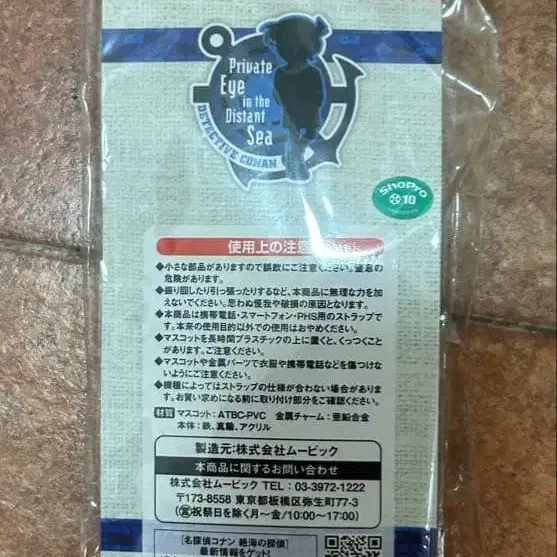 Private
Eye
in the
Distant
Sea
DETECTIVE CONAN
ShoPro
10
使用上の注意
◆小さな部品がありますので誤飲にご注意ください。窒息の
危険があります。
◆振り回したり引っ張ったりするなど、本商品に無理な力を加
えないでください。思わぬ怪我や破損の原因となります。
◆本商品は携帯電話・スマートフォン・PHS用のストラップで
す。本来の使用目的以外での使用はおやめください。
◆マスコットを長時間プラスチックの上に置くと、くっつくこと
があります。ご注意ください。
◆マスコットや金属パーツで衣服や携帯電話などを傷つけな
いようにご注意ください。
◆機種によってはストラップの仕様が合わない場合がありま
す。お買い求めになる前に取り付け部分をご確認ください。
材質 マスコット：ATBC-PVC 金属チャーム：亜鉛合金
本体：鉄、真鍮、アクリル
製造元：株式会社ムービック
本商品に関するお問い合わせ
株式会社ムービック TEL：03-3972-1222
〒173-8558 東京都板橋区弥生町77-3
(営祝祭日を除く月～金/10:00～17:00)
[名探偵コナン 絶海の探偵]
最新情報をゲット!